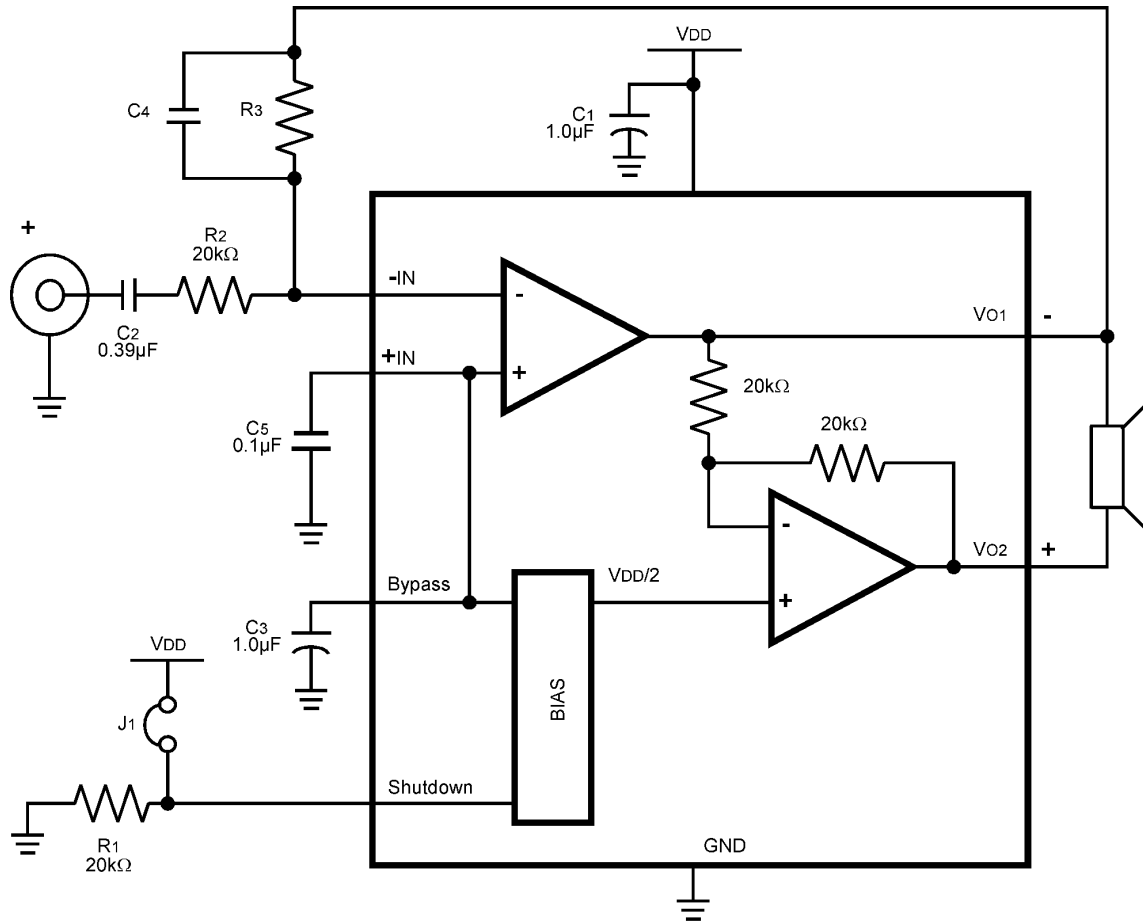 VDD
C1
1.0µF
C4
R3
+
R2
20kΩ
C2
0.39µF
-IN
-
+IN
+
C5
0.1µF
VO1
-
20kΩ
20kΩ
-
VO2
+
Bypass
VDD/2
+
C3
1.0µF
BIAS
VDD
J1
Shutdown
R1
20kΩ
GND